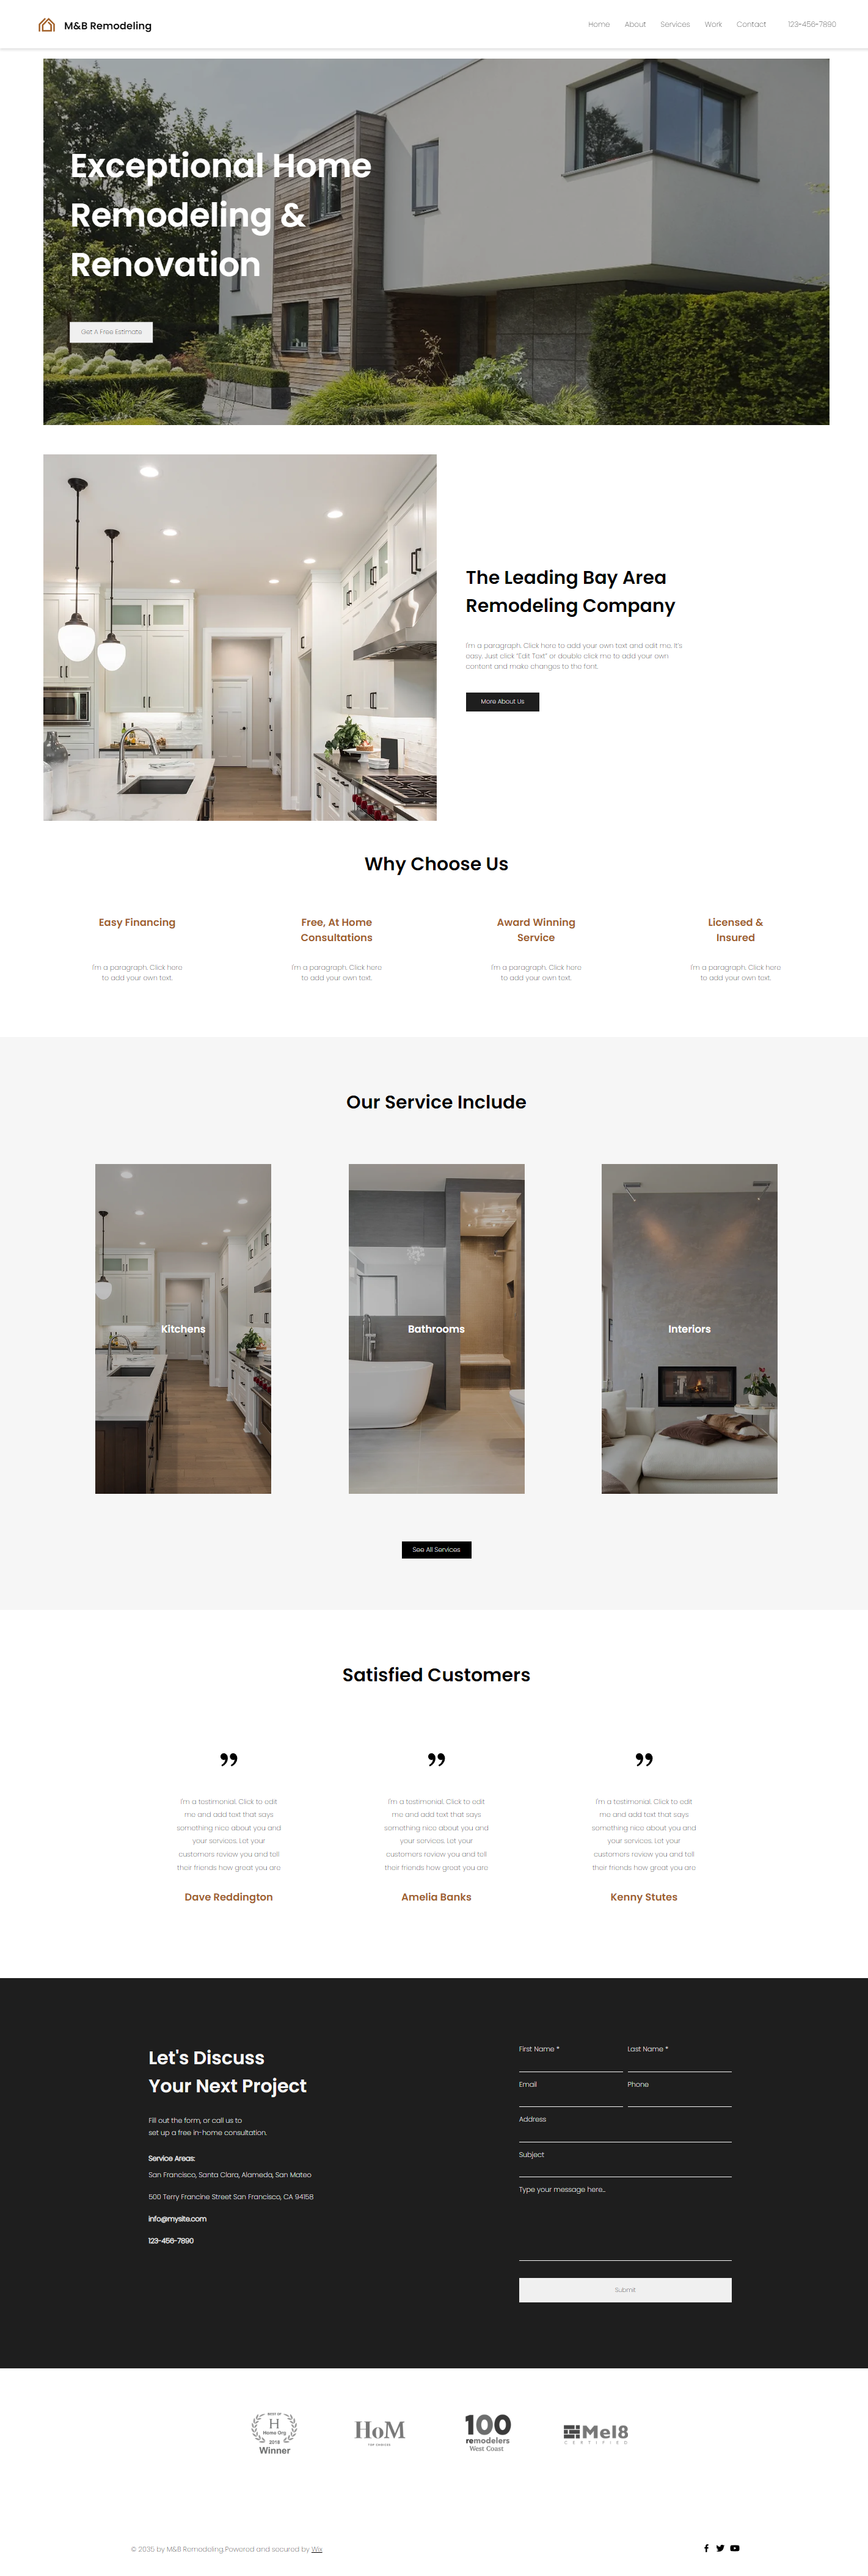 M&B Remodeling
Home About Services Work Contact 123-456-7890
Exceptional Home
Remodeling &
Renovation
Get A Free Estimate
The Leading Bay Area
Remodeling Company
I'm a paragraph. Click here to add your own text and edit me. It's
easy. Just click "Edit Text" or double click me to add your own
content and make changes to the font.
More About Us
Why Choose Us
Easy Financing
I'm a paragraph. Click here
to add your own text.
Free, At Home
Consultations
I'm a paragraph. Click here
to add your own text.
Award Winning
Service
I'm a paragraph. Click here
to add your own text.
Licensed &
Insured
I'm a paragraph. Click here
to add your own text.
Our Service Include
Kitchens
Bathrooms
Interiors
See All Services
Satisfied Customers
”
I'm a testimonial. Click to edit
me and add text that says
something nice about you and
your services. Let your
customers review you and tell
their friends how great you are
Dave Reddington
”
I'm a testimonial. Click to edit
me and add text that says
something nice about you and
your services. Let your
customers review you and tell
their friends how great you are
Amelia Banks
”
I'm a testimonial. Click to edit
me and add text that says
something nice about you and
your services. Let your
customers review you and tell
their friends how great you are
Kenny Stutes
Let's Discuss
Your Next Project
Fill out the form, or call us to
set up a free in-home consultation.
Service Areas:
San Francisco, Santa Clara, Alameda, San Mateo
500 Terry Francine Street San Francisco, CA 94158
info@mysite.com
123-456-7890
First Name * Last Name *
Email Phone
Address
Subject
Type your message here...
Submit
BEST OF
H
Home Org
2018
Winner
HoM
TOP CHOICES
100
remodelers
West Coast
Mel8
CERTIFIED
© 2035 by M&B Remodeling.Powered and secured by Wix